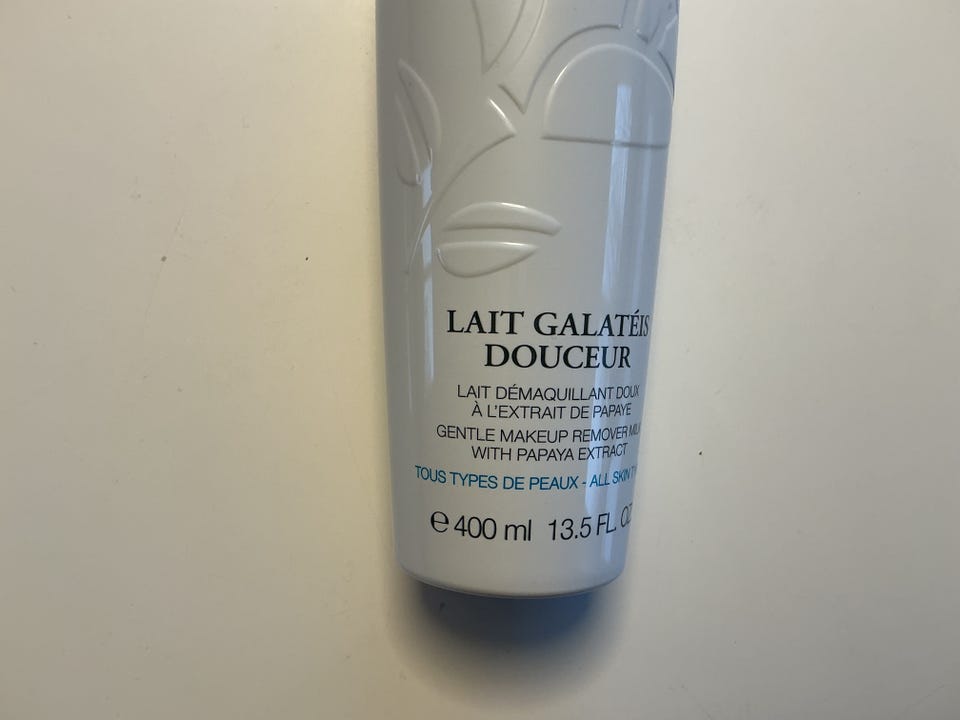 LAIT GALATÉIS
DOUCEUR
LAIT DÉMAQUILLANT DOUX
À L'EXTRAIT DE PAPAYE
GENTLE MAKEUP REMOVER
WITH PAPAYA EXTRACT
TOUS TYPES DE PEAUX - ALL SKIN
℮ 400 ml 13.5 FL. OZ